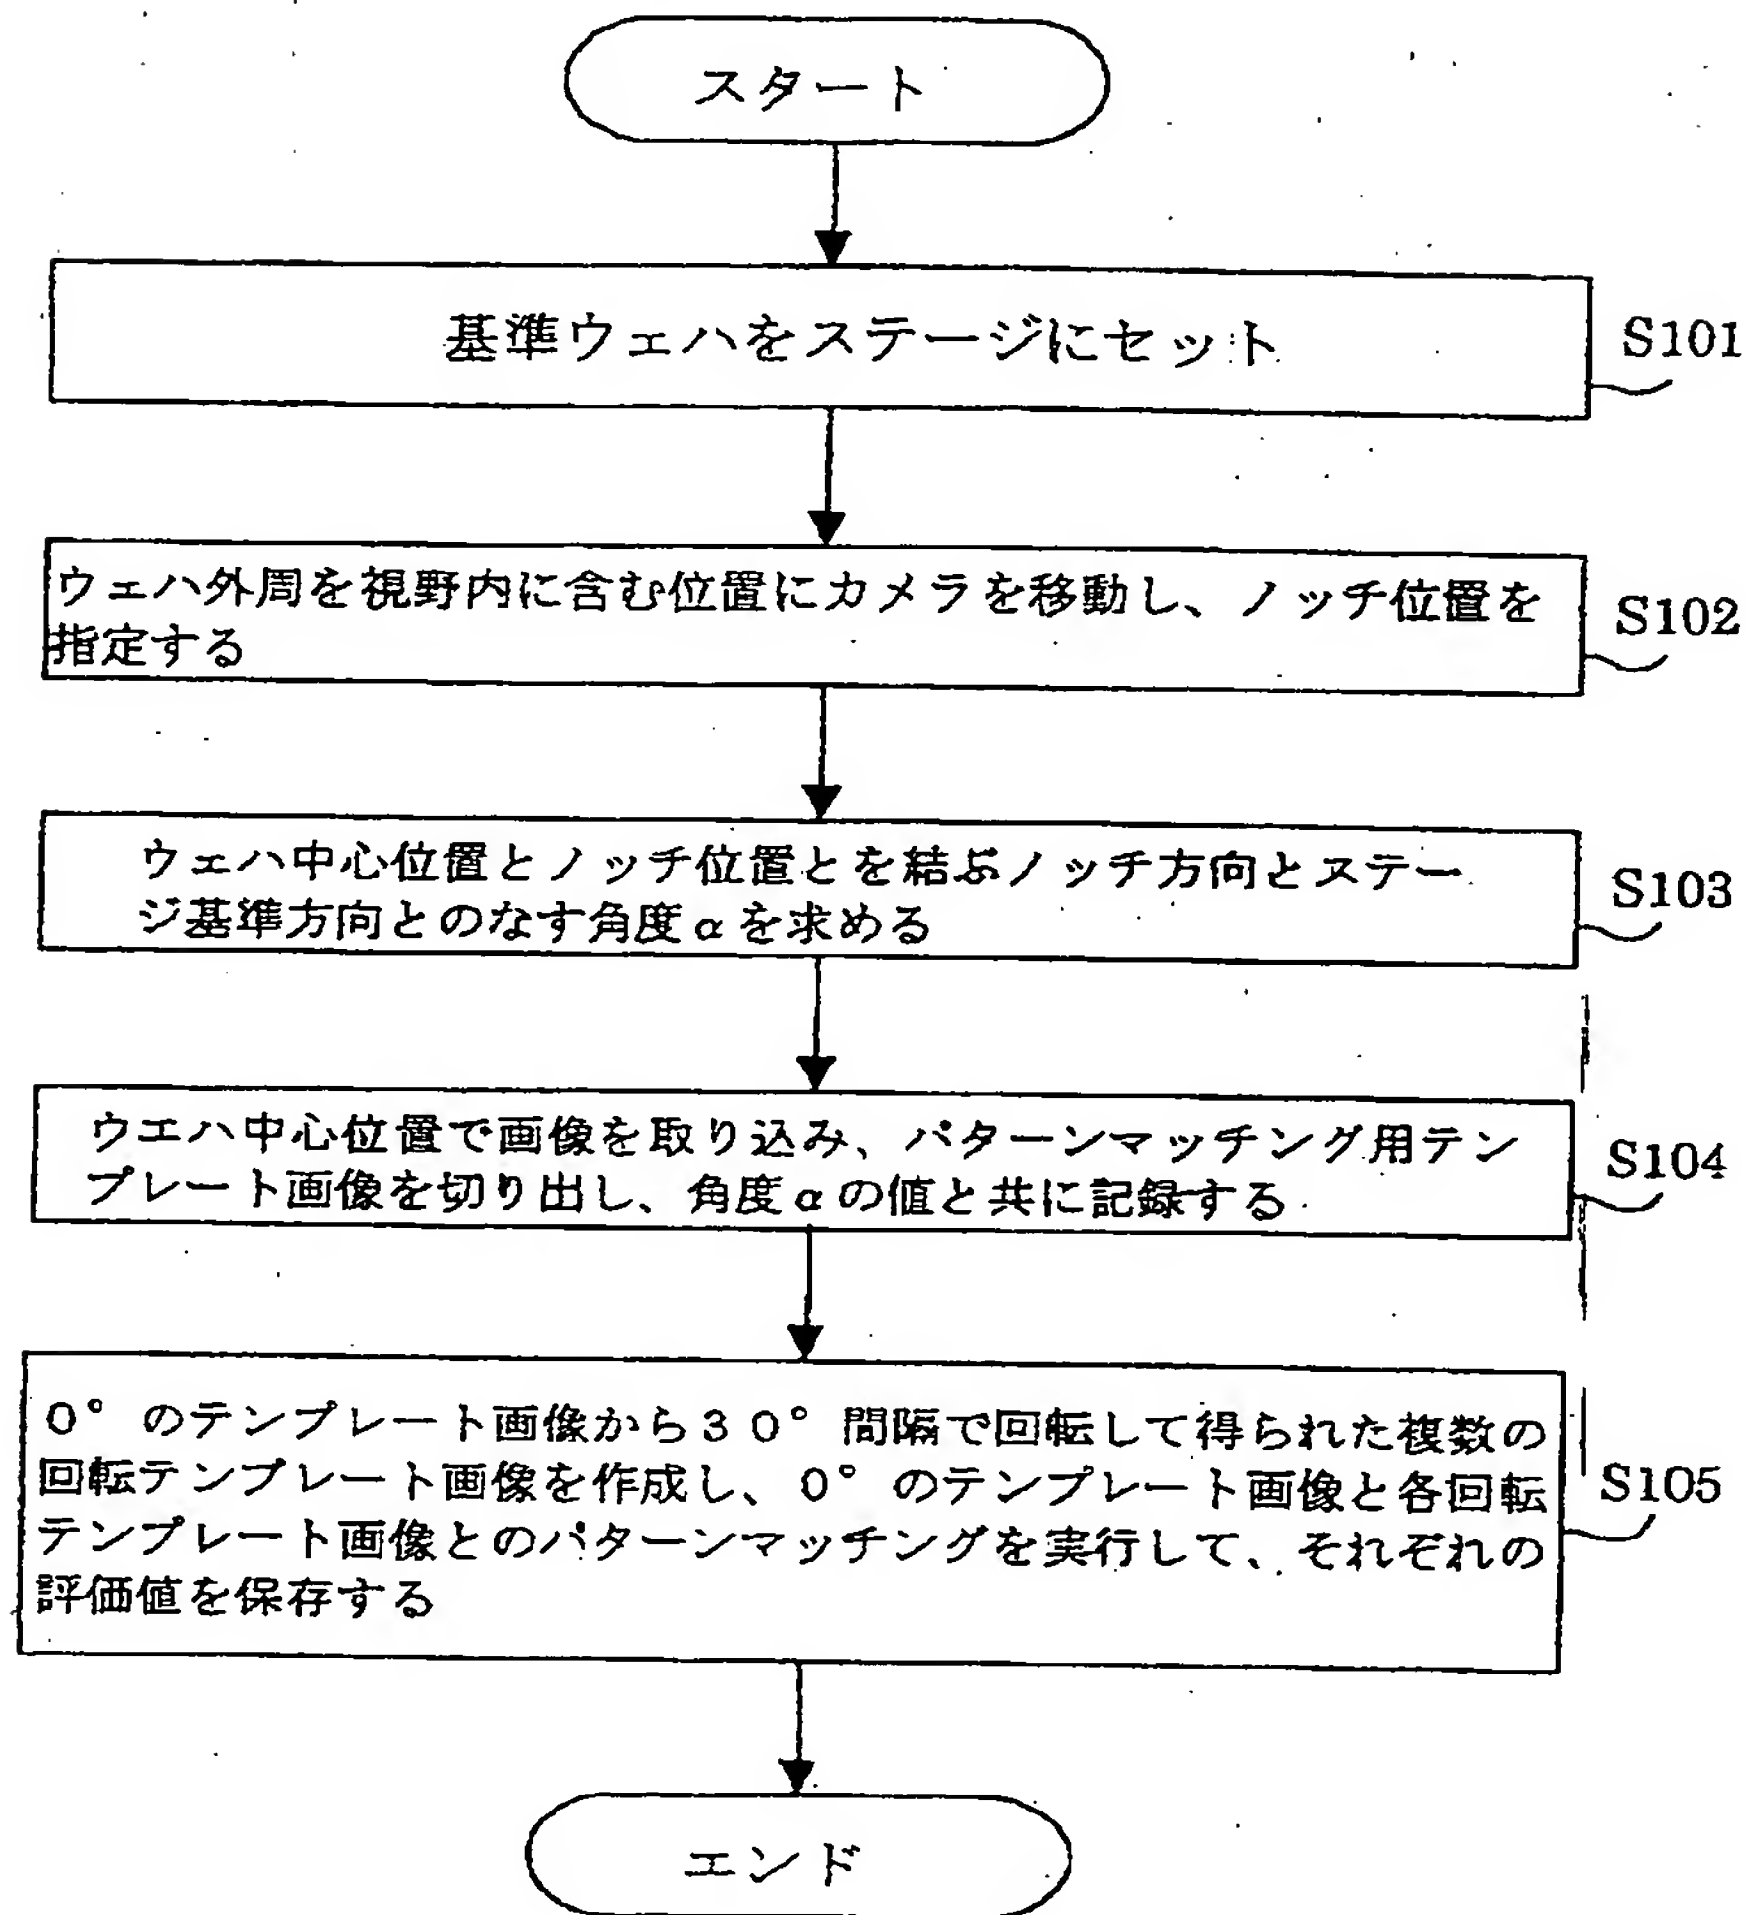 スタート
基準ウェハをステージにセット
S101
ウェハ外周を視野内に含む位置にカメラを移動し、ノッチ位置を
指定する
S102
ウェハ中心位置とノッチ位置とを結ぶノッチ方向とステー
ジ基準方向とのなす角度αを求める
S103
ウエハ中心位置で画像を取り込み、パターンマッチング用テン
プレート画像を切り出し、角度αの値と共に記録する
S104
0°のテンプレート画像から30°間隔で回転して得られた複数の
回転テンプレート画像を作成し、0°のテンプレート画像と各回転
テンプレート画像とのパターンマッチングを実行して、それぞれの
評価値を保存する
S105
エンド